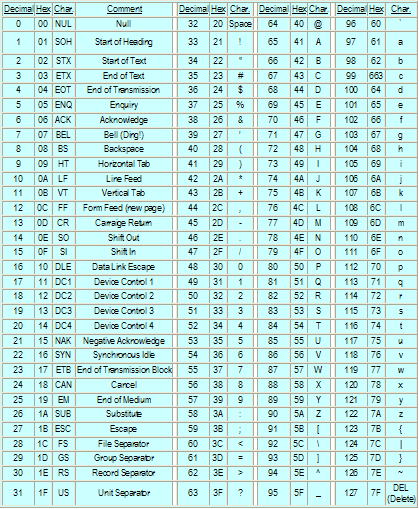 Decimal Hex Char. Comment Decimal Hex Char. Decimal Hex Char. Decimal Hex Char.
0 00 NUL Null 32 20 Space 64 40 @ 96 60 `
1 01 SOH Start of Heading 33 21 ! 65 41 A 97 61 a
2 02 STX Start of Text 34 22 " 66 42 B 98 62 b
3 03 ETX End of Text 35 23 # 67 43 C 99 663 c
4 04 EOT End of Transmission 36 24 $ 68 44 D 100 64 d
5 05 ENQ Enquiry 37 25 % 69 45 E 101 65 e
6 06 ACK Acknowledge 38 26 & 70 46 F 102 66 f
7 07 BEL Bell (Ding!) 39 27 ' 71 47 G 103 67 g
8 08 BS Backspace 40 28 ( 72 48 H 104 68 h
9 09 HT Horizontal Tab 41 29 ) 73 49 I 105 69 i
10 0A LF Line Feed 42 2A * 74 4A J 106 6A j
11 0B VT Vertical Tab 43 2B + 75 4B K 107 6B k
12 0C FF Form Feed (new page) 44 2C , 76 4C L 108 6C l
13 0D CR Carraige Return 45 2D - 77 4D M 109 6D m
14 0E SO Shift Out 46 2E . 78 4E N 110 6E n
15 0F SI Shift In 47 2F / 79 4F O 111 6F o
16 10 DLE Data Link Escape 48 30 0 80 50 P 112 70 p
17 11 DC1 Device Control 1 49 31 1 81 51 Q 113 71 q
18 12 DC2 Device Control 2 50 32 2 82 52 R 114 72 r
19 13 DC3 Device Control 3 51 33 3 83 53 S 115 73 s
20 14 DC4 Device Control 4 52 34 4 84 54 T 116 74 t
21 15 NAK Negative Acknowledge 53 35 5 85 55 U 117 75 u
22 16 SYN Synchronous Idle 54 36 6 86 56 V 118 76 v
23 17 ETB End of Transmission Block 55 37 7 87 57 W 119 77 w
24 18 CAN Cancel 56 38 8 88 58 X 120 78 x
25 19 EM End of Medium 57 39 9 89 59 Y 121 79 y
26 1A SUB Substitute 58 3A : 90 5A Z 122 7A z
27 1B ESC Escape 59 3B ; 91 5B [ 123 7B {
28 1C FS File Separator 60 3C < 92 5C \ 124 7C |
29 1D GS Group Separator 61 3D = 93 5D ] 125 7D }
30 1E RS Record Separator 62 3E > 94 5E ^ 126 7E ~
31 1F US Unit Separator 63 3F ? 95 5F _ 127 7F DEL
(Delete)